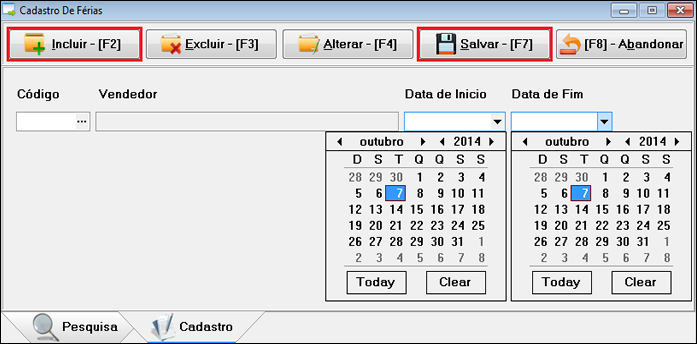 Cadastro De Férias
Incluir - [F2] Excluir - [F3] Alterar - [F4] Salvar - [F7] [F8] - Abandonar
Código Vendedor Data de Inicio Data de Fim
...
outubro 2014 outubro 2014
D S T Q Q S S D S T Q Q S S
28 29 30 1 2 3 4 28 29 30 1 2 3 4
5 6 7 8 9 10 11 5 6 7 8 9 10 11
12 13 14 15 16 17 18 12 13 14 15 16 17 18
19 20 21 22 23 24 25 19 20 21 22 23 24 25
26 27 28 29 30 31 1 26 27 28 29 30 31 1
2 3 4 5 6 7 8 2 3 4 5 6 7 8
Today Clear Today Clear
Pesquisa Cadastro